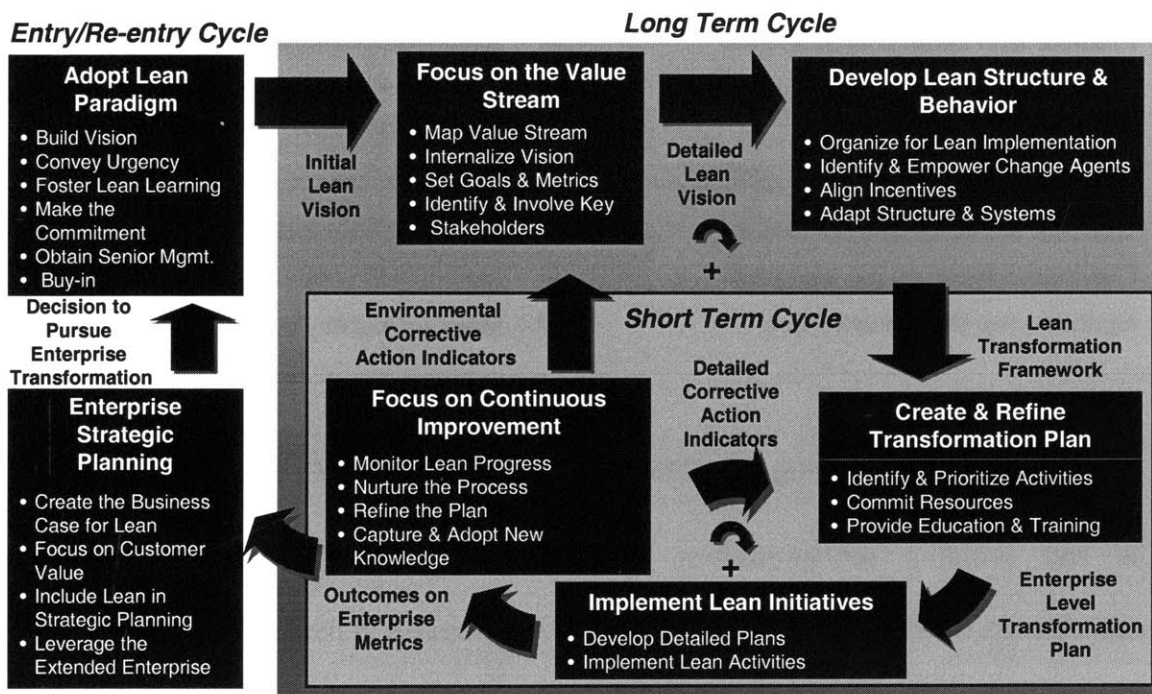 Entry/Re-entry Cycle
Long Term Cycle
Adopt Lean
Paradigm
• Build Vision
• Convey Urgency
• Foster Lean Learning
• Make the
Commitment
• Obtain Senior Mgmt.
• Buy-in
Initial
Lean
Vision
Focus on the Value
Stream
• Map Value Stream
• Internalize Vision
• Set Goals & Metrics
• Identify & Involve Key
• Stakeholders
Detailed
Lean
Vision
+
Develop Lean Structure &
Behavior
• Organize for Lean Implementation
• Identify & Empower Change Agents
• Align Incentives
• Adapt Structure & Systems
Decision to
Pursue
Enterprise
Transformation
Environmental
Corrective
Action Indicators
Short Term Cycle
Lean
Transformation
Framework
Enterprise
Strategic
Planning
• Create the Business
Case for Lean
• Focus on Customer
Value
• Include Lean in
Strategic Planning
• Leverage the
Extended Enterprise
Focus on Continuous
Improvement
• Monitor Lean Progress
• Nurture the Process
• Refine the Plan
• Capture & Adopt New
Knowledge
Detailed
Corrective
Action
Indicators
+
Create & Refine
Transformation Plan
• Identify & Prioritize Activities
• Commit Resources
• Provide Education & Training
Outcomes on
Enterprise
Metrics
Implement Lean Initiatives
• Develop Detailed Plans
• Implement Lean Activities
Enterprise
Level
Transformation
Plan